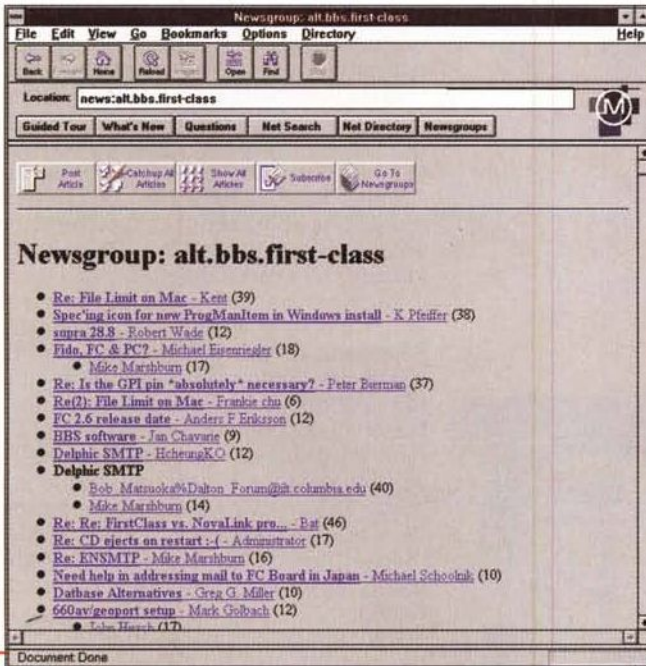 Newsgroup: alt.bbs.first-class
File Edit View Go Bookmarks Options Directory Help
Back Forward Home Reload Images Open Find Stop
Location: news:alt.bbs.first-class
M
Guided Tour What's New Questions Net Search Net Directory Newsgroups
Post Article Catchup All Articles Show All Articles Subscribe Go To Newsgroups
Newsgroup: alt.bbs.first-class
Re: File Limit on Mac - Kent (39)
Spec'ing icon for new ProgManItem in Windows install - K Pfeiffer (38)
supra 28.8 - Robert Wade (12)
Fido, FC & PC? - Michael Eisenriegler (18)
Mike Marshburn (17)
Re: Is the GPI pin *absolutely* necessary? - Peter Bierman (37)
Re(2): File Limit on Mac - Frankie chu (6)
FC 2.6 release date - Anders F Eriksson (12)
BBS software - Jan Chavarie (9)
Delphic SMTP - HcheungKO (12)
Delphic SMTP
Bob_Matsuoka%Dalton_Forum@ilt.columbia.edu (40)
Mike Marshburn (14)
Re: Re: FirstClass vs. NovaLink pro... - Bat (46)
Re: CD ejects on restart :-( - Administrator (17)
Re: ENSMTP - Mike Marshburn (16)
Need help in addressing mail to FC Board in Japan - Michael Schoolnik (10)
Datbase Alternatives - Greg G. Miller (10)
660av/geoport setup - Mark Golbach (12)
John Hersch (17)
Document Done